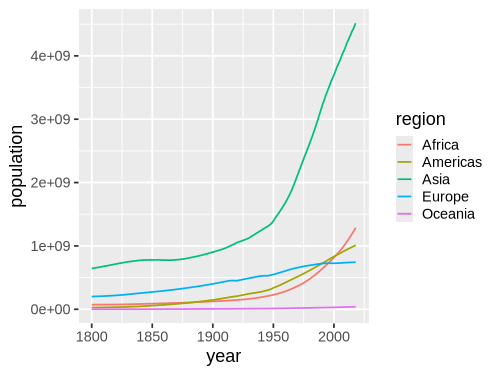 4e+09
3e+09
2e+09
1e+09
0e+00
population
1800 1850 1900 1950 2000
year
region
Africa
Americas
Asia
Europe
Oceania